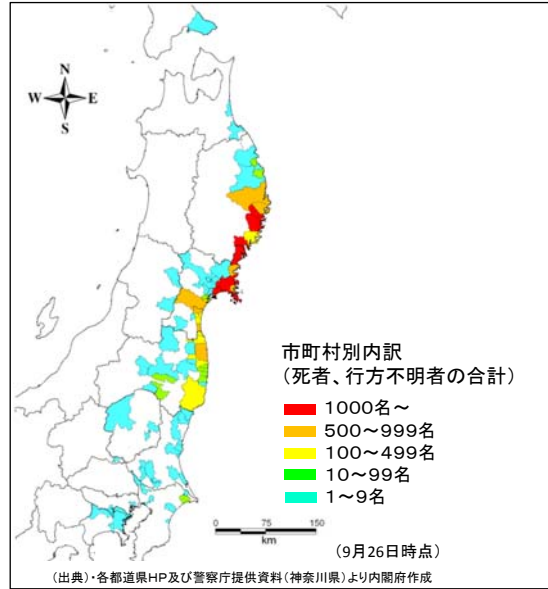 N
W E
S
市町村別内訳
(死者、行方不明者の合計)
1000名~
500~999名
100~499名
10~99名
1~9名
0 75 150
km
(9月26日時点)
(出典)・各都道県HP及び警察庁提供資料(神奈川県)より内閣府作成